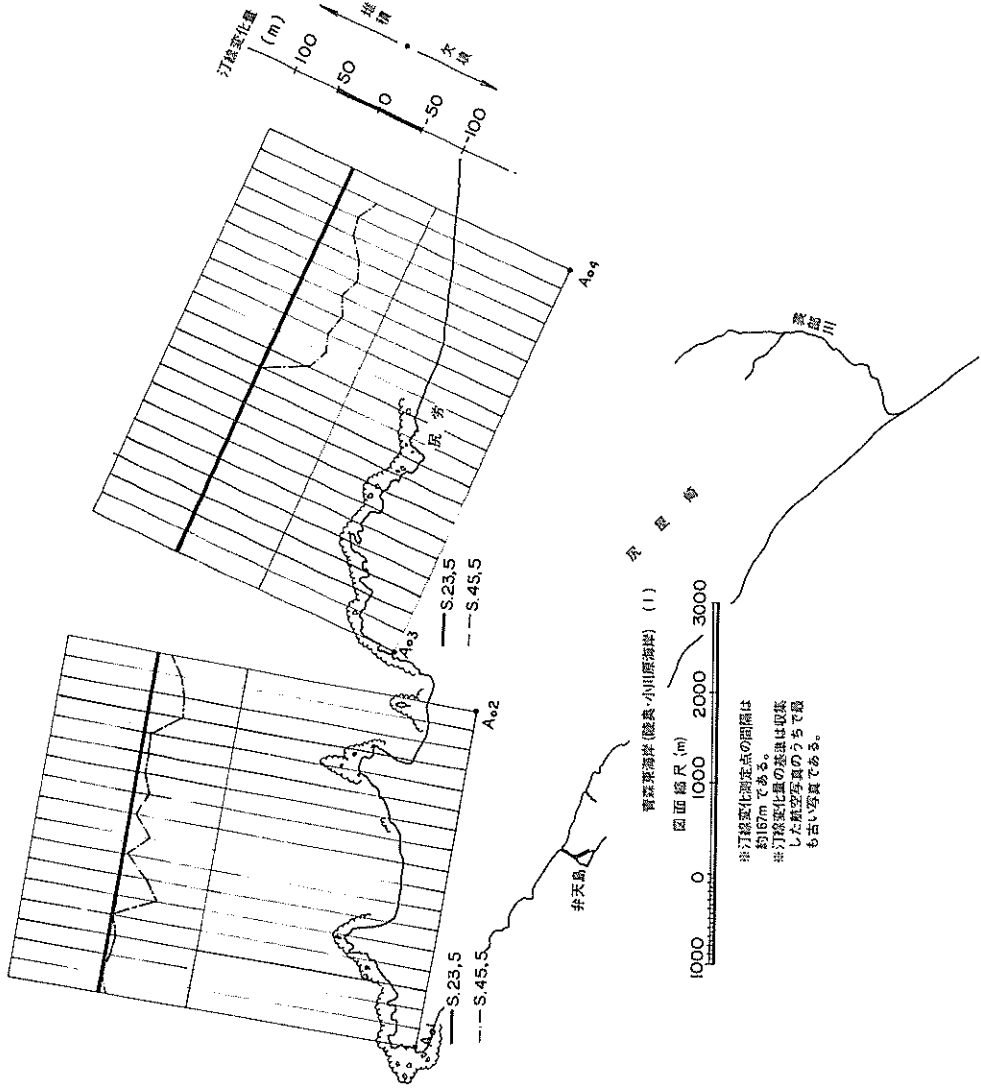 汀線変化量
(m)
100
50
0
-50
-100
堆積
欠壊
A04
尻労
S.23,5
S.45,5
A03
A02
A01
S.23,5
S.45,5
尻屋崎
青森東海岸(陸奥・小川原海岸) (1)
図面縮尺(m)
1000 0 1000 2000 3000
弁天島
※汀線変化測定点の間隔は
約167mである。
※汀線変化量の基準は収集
した航空写真のうちで最
も古い写真である。